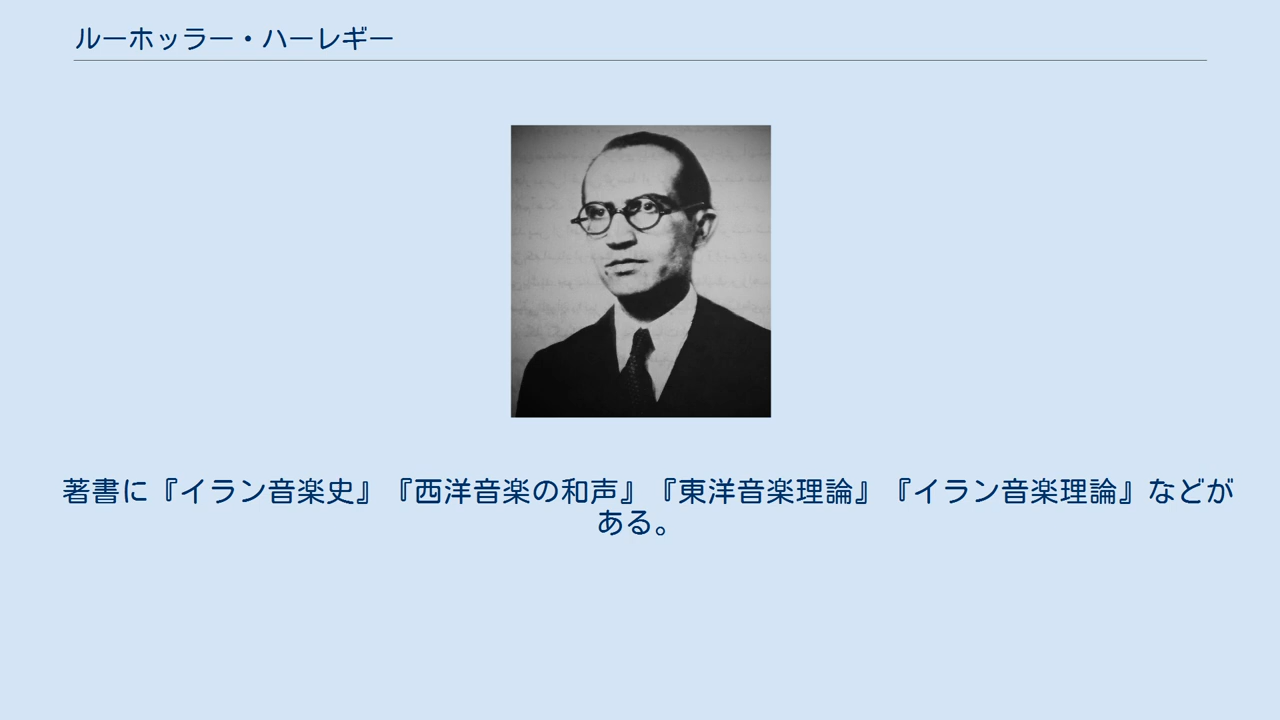 ルーホッラー・ハーレギー
著書に『イラン音楽史』『西洋音楽の和声』『東洋音楽理論』『イラン音楽理論』などが
ある。